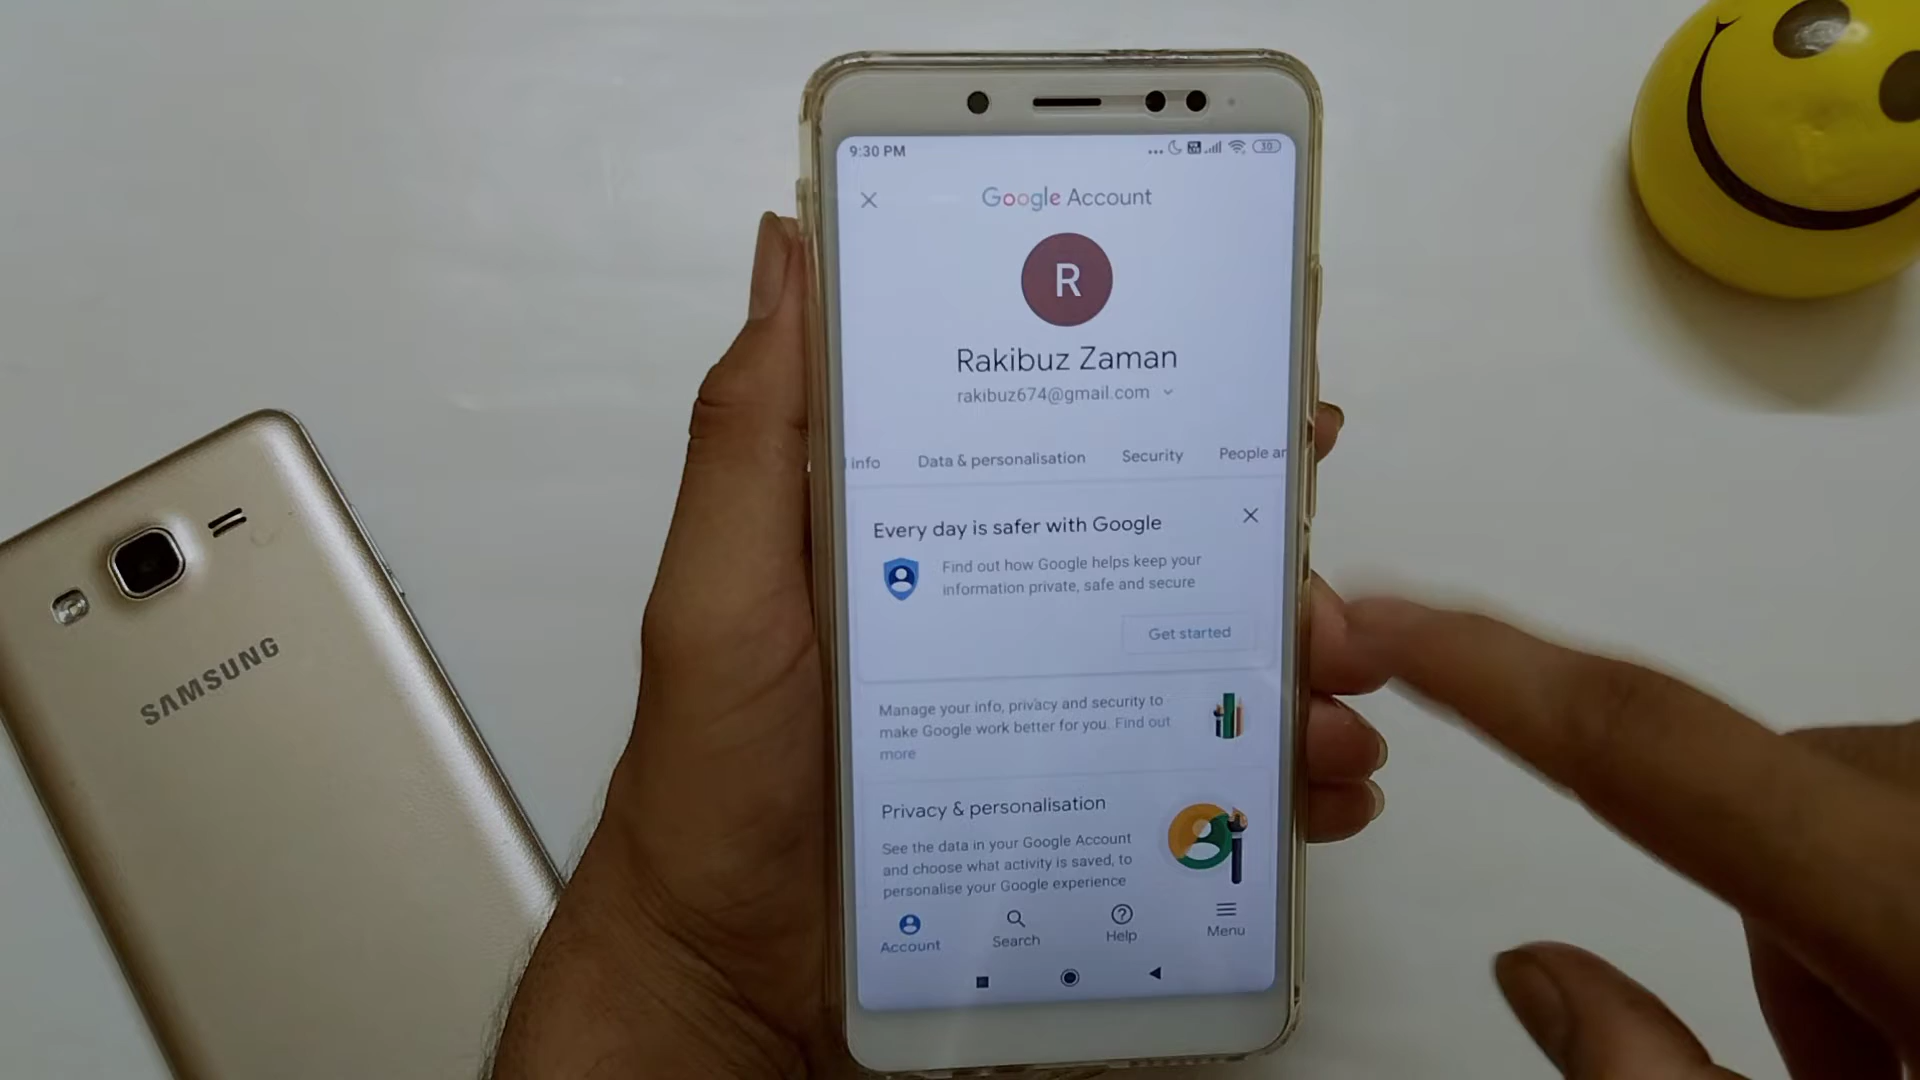 9:30 PM
30
Google Account
R
Rakibuz Zaman
rakibuz674@gmail.com
info
Data & personalisation
Security
People an
Every day is safer with Google
Find out how Google helps keep your
information private, safe and secure
Get started
Manage your info, privacy and security to
make Google work better for you. Find out
more
Privacy & personalisation
See the data in your Google Account
and choose what activity is saved, to
personalise your Google experience
Account
Search
Help
Menu
SAMSUNG